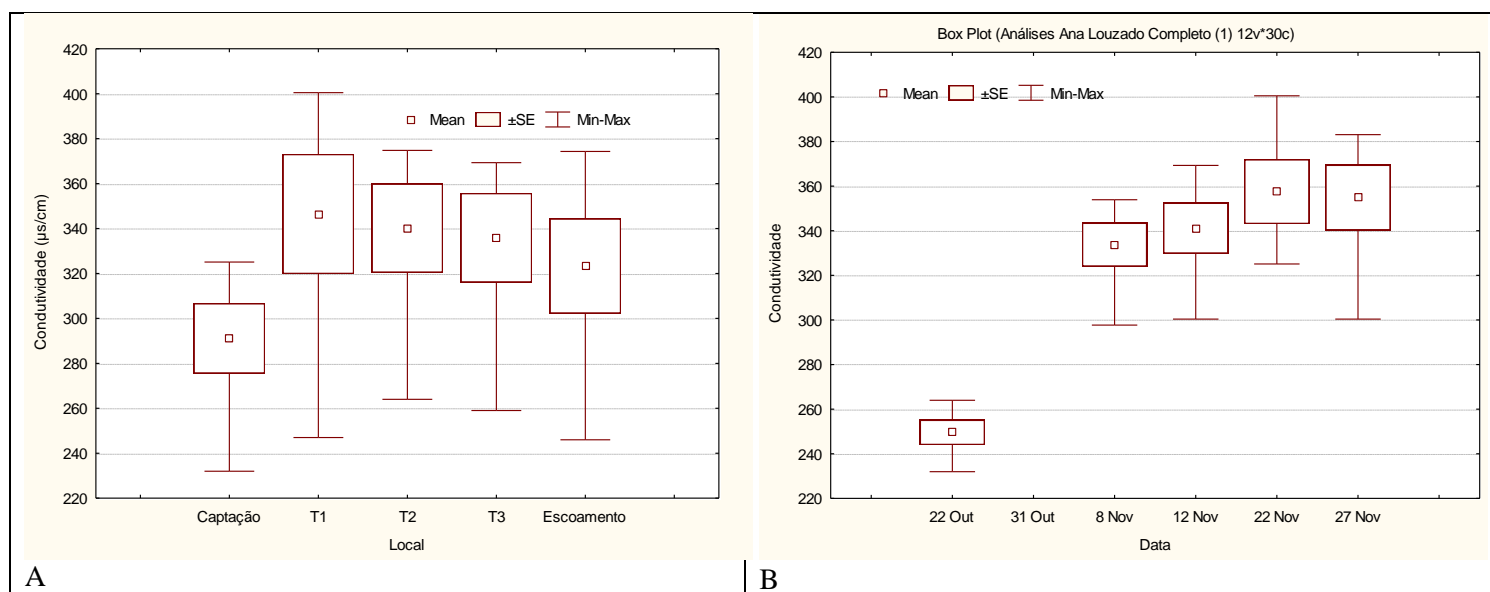 420
400
380
360
340
320
300
280
260
240
220
Condutividade (µs/cm)
Mean ±SE Min-Max
Captação T1 T2 T3 Escoamento
Local
A
Box Plot (Análises Ana Louzado Completo (1) 12v*30c)
420
400
380
360
340
320
300
280
260
240
220
Condutividade
Mean ±SE Min-Max
22 Out 31 Out 8 Nov 12 Nov 22 Nov 27 Nov
Data
B